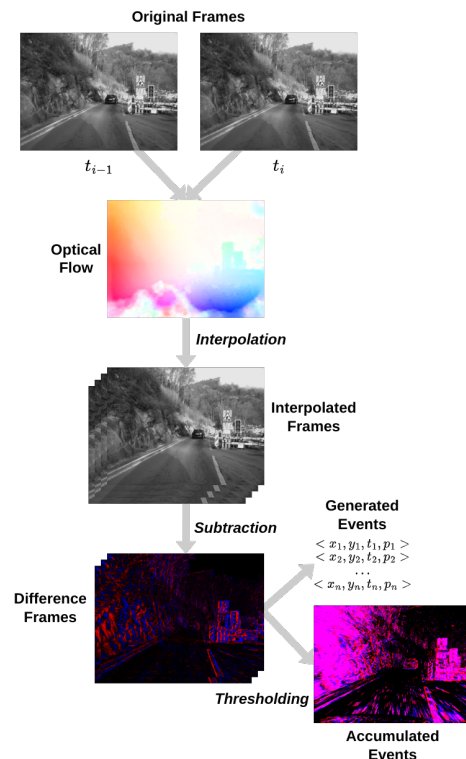 Original Frames
t_{i-1}
t_i
Optical
Flow
Interpolation
Interpolated
Frames
Subtraction
Generated
Events
< x_1, y_1, t_1, p_1 >
< x_2, y_2, t_2, p_2 >
...
< x_n, y_n, t_n, p_n >
Difference
Frames
Thresholding
Accumulated
Events